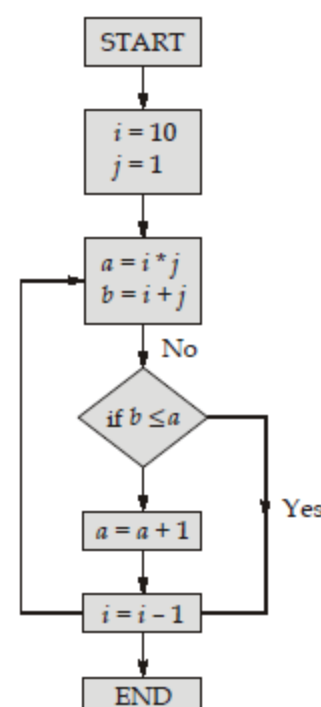 START
i = 10
j = 1
a = i * j
b = i + j
No
if b ≤ a
Yes
a = a + 1
i = i – 1
END